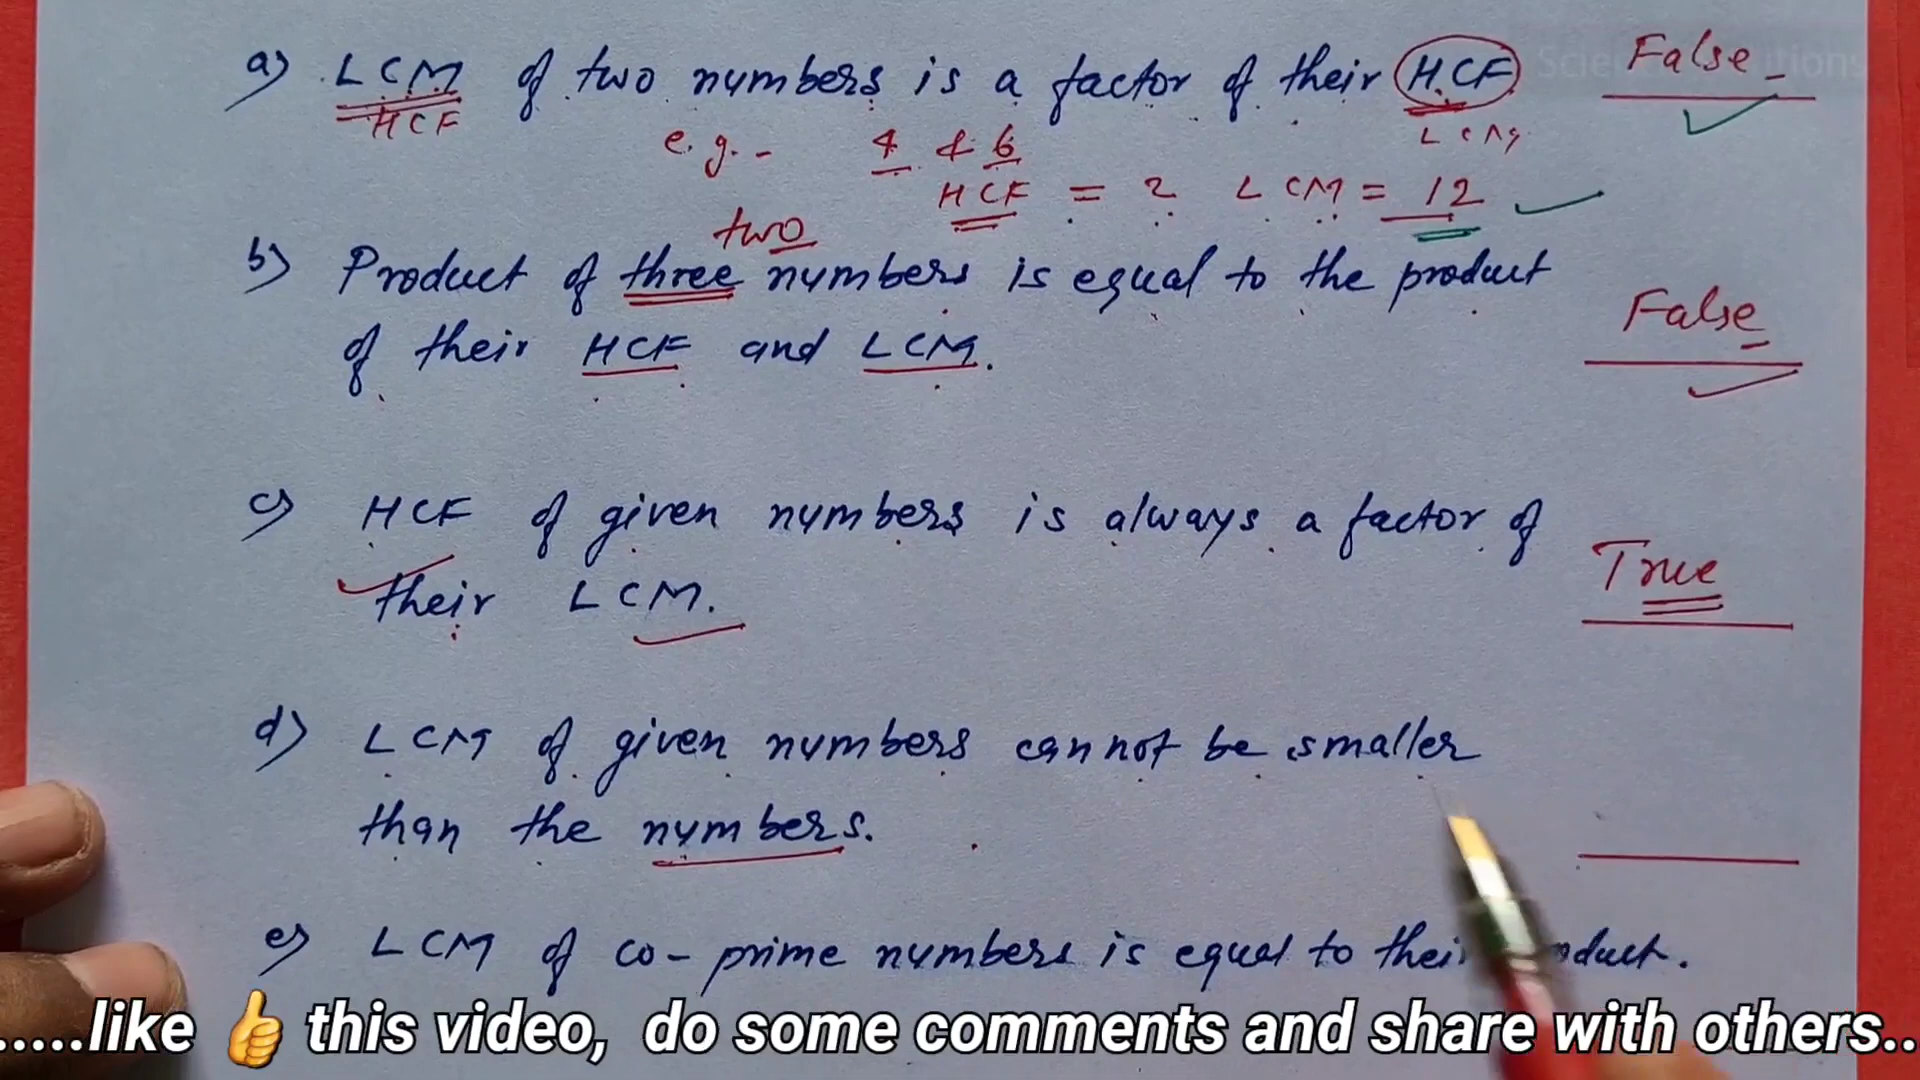 a) LCM of two numbers is a factor of their HCF False
HCF LCM
e.g. - 4 & 6
HCF = 2 LCM = 12
two
b) Product of three numbers is equal to the product
of their HCF and LCM. False
c) HCF of given numbers is always a factor of
their LCM. True
d) LCM of given numbers cannot be smaller
than the numbers.
e) LCM of co-prime numbers is equal to their
.....like 👍 this video, do some comments and share with others..